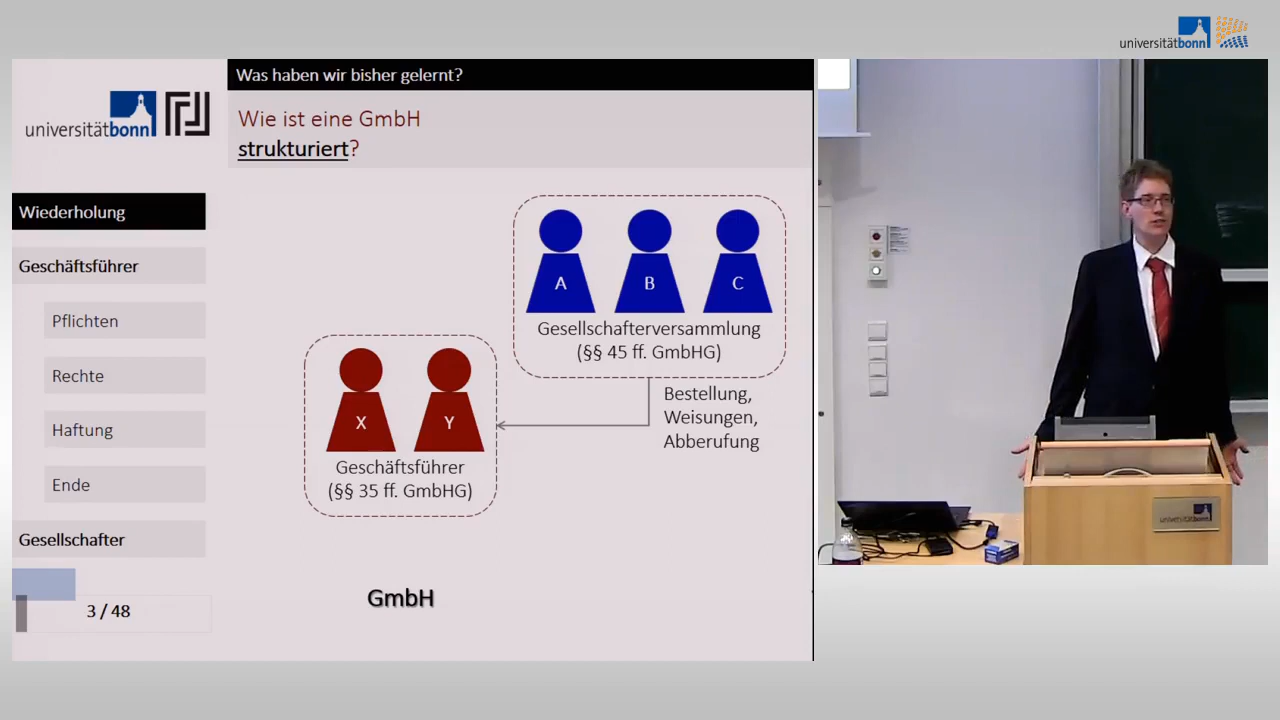 universitätbonn
Was haben wir bisher gelernt?
universitätbonn
Wie ist eine GmbH
strukturiert?
Wiederholung
Geschäftsführer
Pflichten
Rechte
Haftung
Ende
Gesellschafter
3 / 48
A B C
Gesellschafterversammlung
(§§ 45 ff. GmbHG)
Bestellung,
Weisungen,
Abberufung
X Y
Geschäftsführer
(§§ 35 ff. GmbHG)
GmbH
universitätbonn